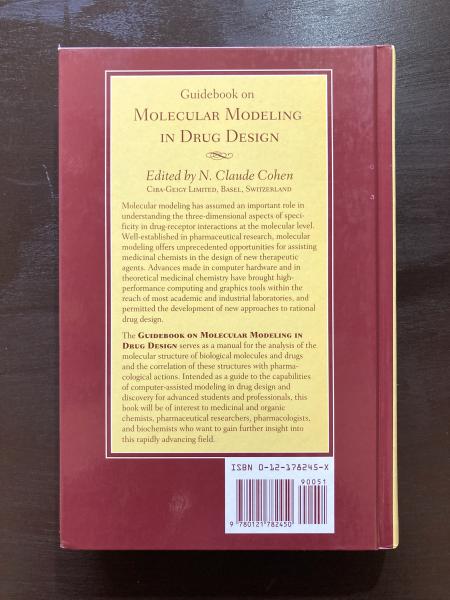 Guidebook on
MOLECULAR MODELING
IN DRUG DESIGN
Edited by N. Claude Cohen
CIBA-GEIGY LIMITED, BASEL, SWITZERLAND
Molecular modeling has assumed an important role in
understanding the three-dimensional aspects of speci-
ficity in drug-receptor interactions at the molecular level.
Well-established in pharmaceutical research, molecular
modeling offers unprecedented opportunities for assisting
medicinal chemists in the design of new therapeutic
agents. Advances made in computer hardware and in
theoretical medicinal chemistry have brought high-
performance computing and graphics tools within the
reach of most academic and industrial laboratories, and
permitted the development of new approaches to rational
drug design.
The GUIDEBOOK ON MOLECULAR MODELING IN
DRUG DESIGN serves as a manual for the analysis of the
molecular structure of biological molecules and drugs
and the correlation of these structures with pharma-
cological actions. Intended as a guide to the capabilities
of computer-assisted modeling in drug design and
discovery for advanced students and professionals, this
book will be of interest to medicinal and organic
chemists, pharmaceutical researchers, pharmacologists,
and biochemists who want to gain further insight into
this rapidly advancing field.
ISBN 0-12-178245-X
90051
9 780121 782450